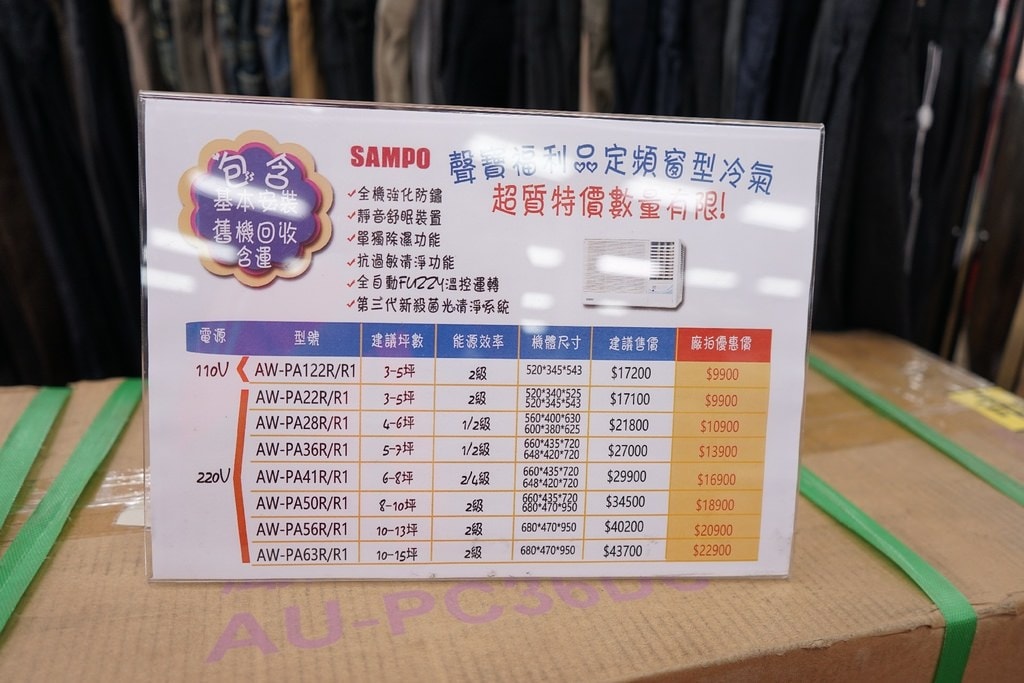 包含
基本安裝
舊機回收
含運
SAMPO 聲寶福利品定頻窗型冷氣
超質特價數量有限!
✓全機強化防鏽
✓靜音舒眠裝置
✓單獨除濕功能
✓抗過敏清淨功能
✓全自動FUZZY溫控運轉
✓第三代新殺菌光清淨系統
電源 型號 建議坪數 能源效率 機體尺寸 建議售價 廠拍優惠價
110V AW-PA122R/R1 3-5坪 2級 520*345*543 $17200 $9900
AW-PA22R/R1 3-5坪 2級 520*340*525 520*345*543 $17100 $9900
AW-PA28R/R1 4-6坪 1/2級 560*400*630 600*380*625 $21800 $10900
AW-PA36R/R1 5-7坪 1/2級 660*435*720 648*420*720 $27000 $13900
220V AW-PA41R/R1 6-8坪 2/4級 660*435*720 648*420*720 $29900 $16900
AW-PA50R/R1 8-10坪 2級 660*435*720 680*470*950 $34500 $18900
AW-PA56R/R1 10-13坪 2級 680*470*950 $40200 $20900
AW-PA63R/R1 10-15坪 2級 680*470*950 $43700 $22900